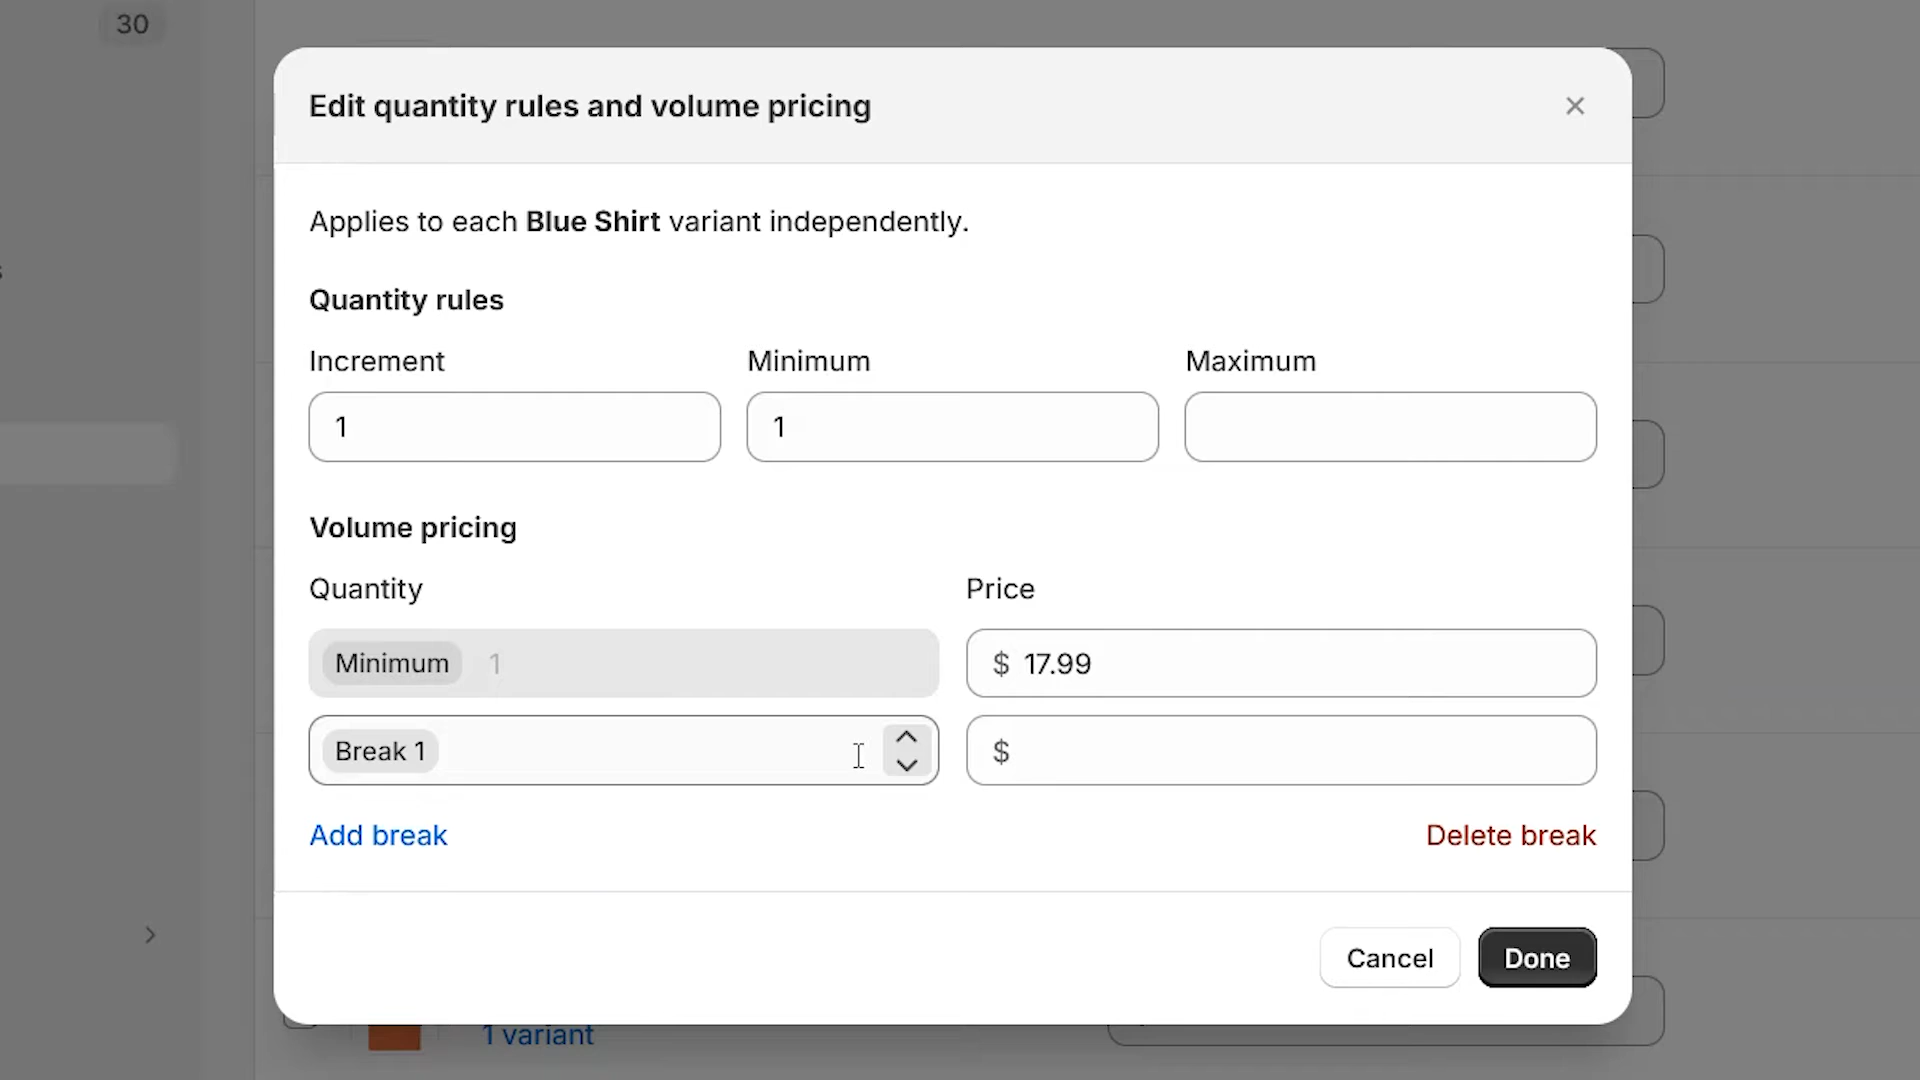 30
Edit quantity rules and volume pricing
Applies to each Blue Shirt variant independently.
Quantity rules
Increment Minimum Maximum
1 1
Volume pricing
Quantity Price
Minimum 1 $ 17.99
Break 1 $
Add break Delete break
Cancel Done
1 variant